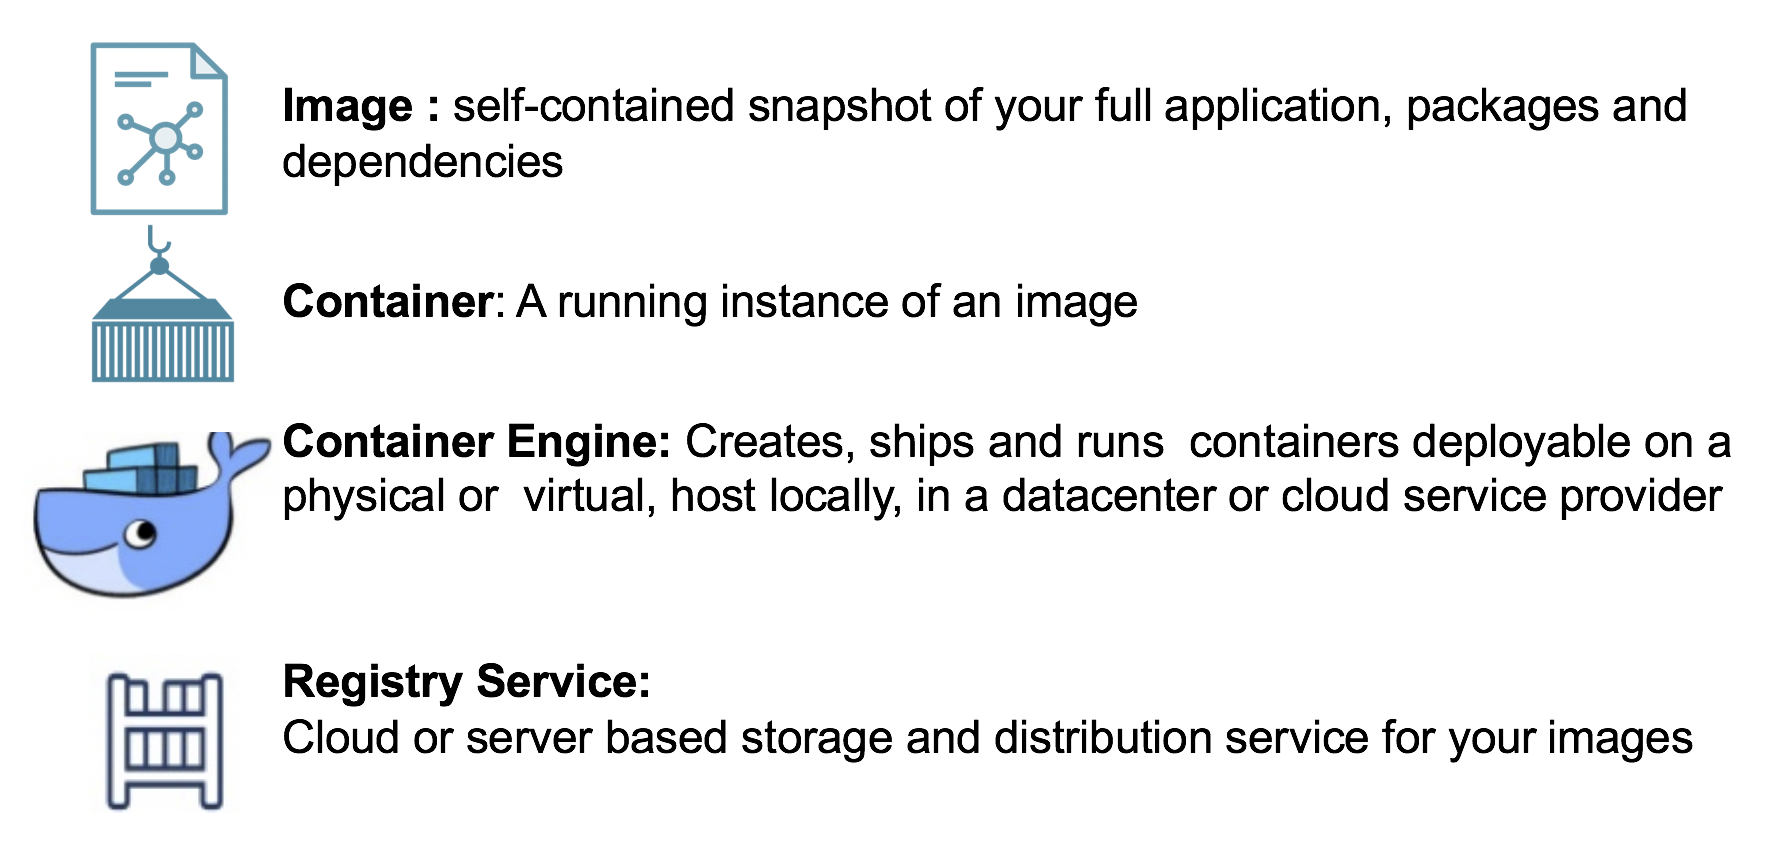 Image : self-contained snapshot of your full application, packages and
dependencies
Container: A running instance of an image
Container Engine: Creates, ships and runs  containers deployable on a
physical or  virtual, host locally, in a datacenter or cloud service provider
Registry Service:
Cloud or server based storage and distribution service for your images